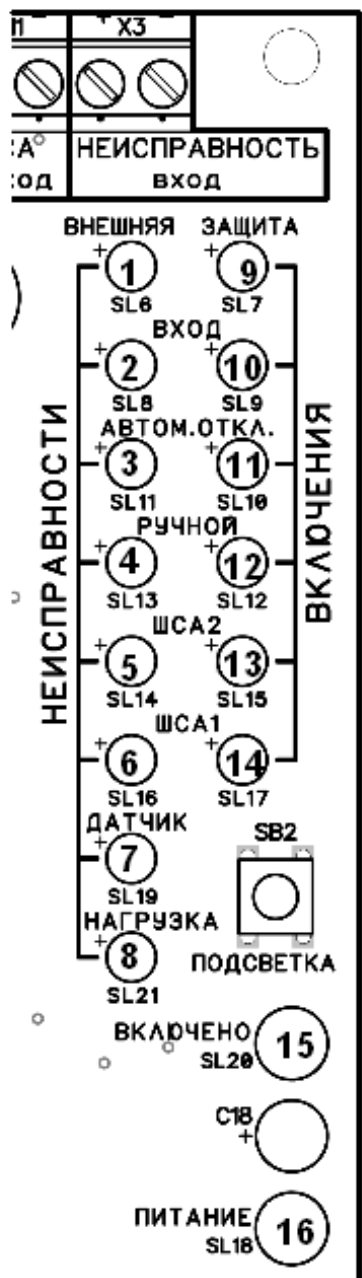 X3
НЕИСПРАВНОСТЬ
ОД ВХОД
ВНЕШНЯЯ ЗАЩИТА
1 9
SL6 SL7
ВХОД
2 10
SL8 SL9
АВТОМ.ОТКЛ.
3 11
SL11 SL10
РУЧНОЙ
4 12
SL13 SL12
ШСА2
5 13
SL14 SL15
ШСА1
6 14
SL16 SL17
НЕИСПРАВНОСТИ
ВКЛЮЧЕНИЯ
ДАТЧИК
7
SL19
SB2
НАГРУЗКА
8
SL21
ПОДСВЕТКА
ВКЛЮЧЕНО
SL20 15
C18
+
ПИТАНИЕ
SL18 16